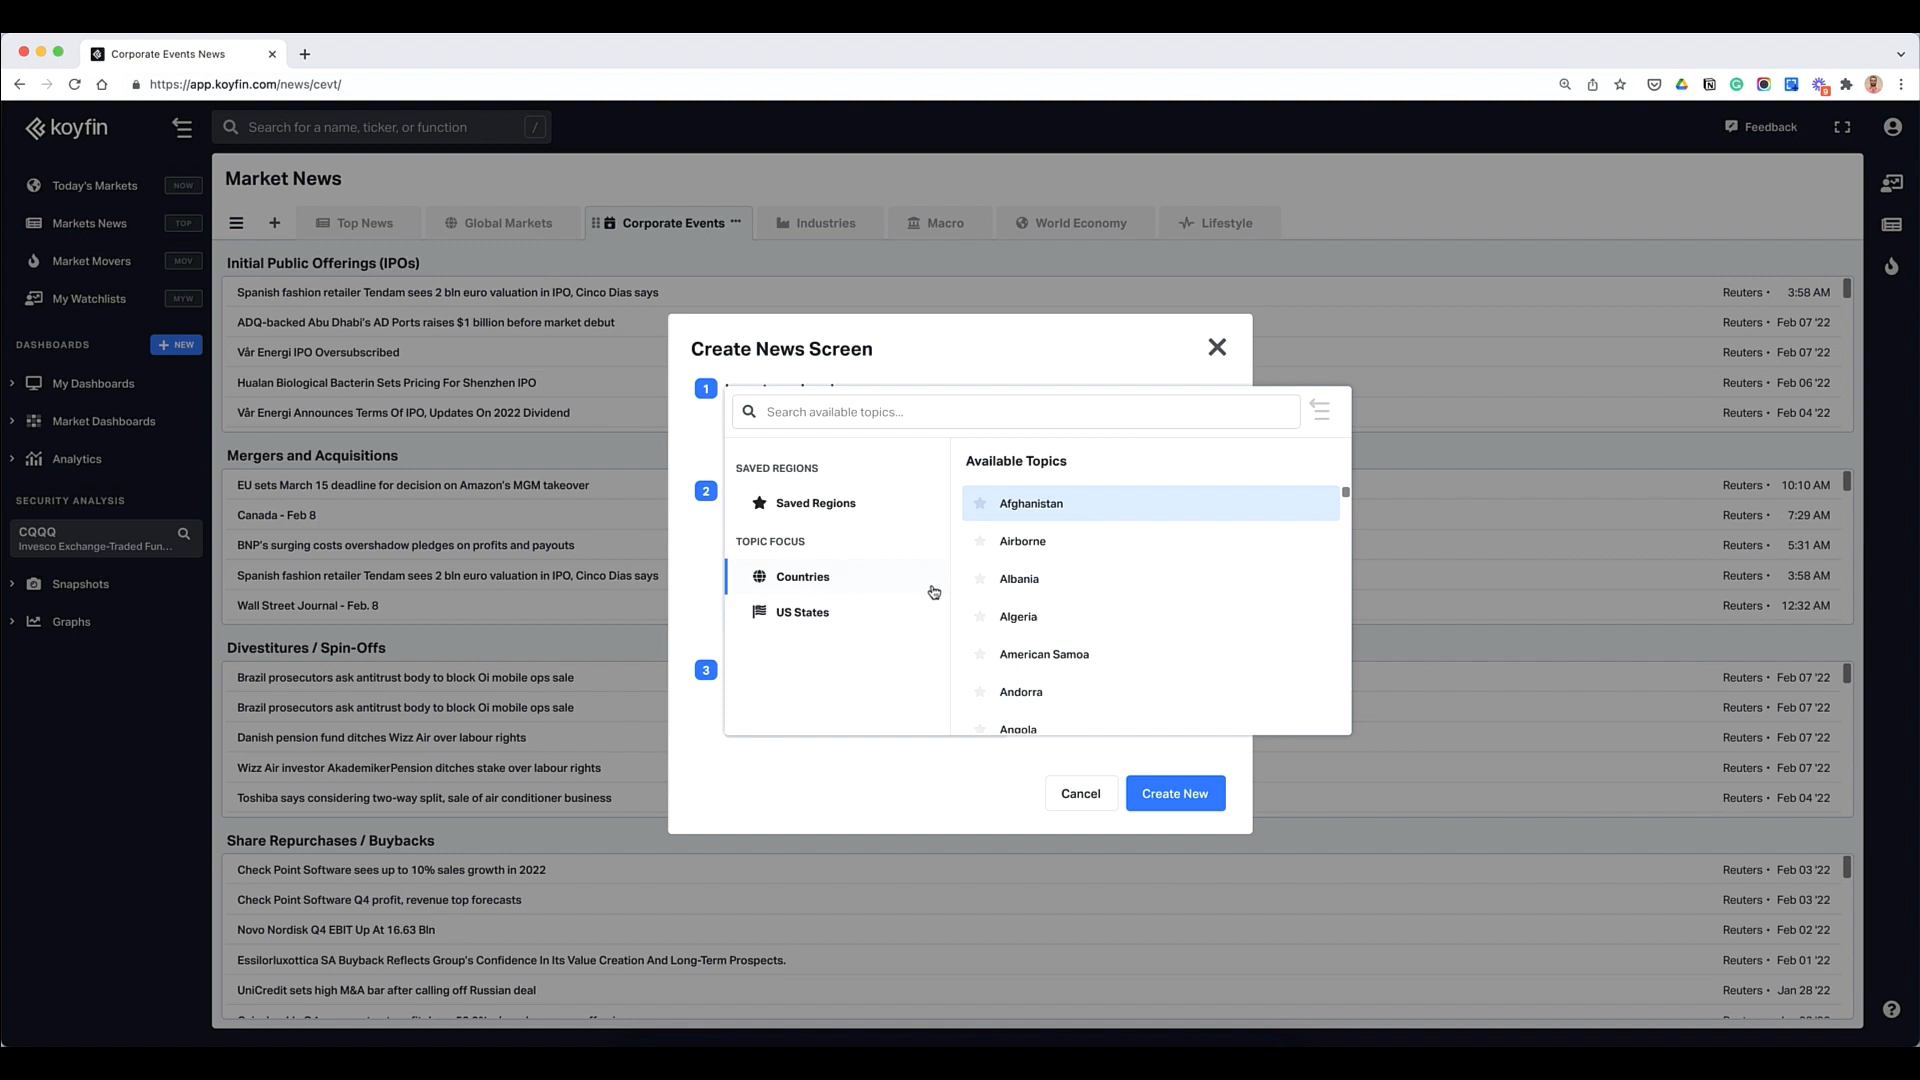 Corporate Events News
https://app.koyfin.com/news/cevt/
9
koyfin
Search for a name, ticker, or function /
Feedback
Today's Markets NOW
Markets News TOP
Market Movers MOV
My Watchlists MYW
DASHBOARDS + NEW
My Dashboards
Market Dashboards
Analytics
SECURITY ANALYSIS
CQQQ
Invesco Exchange-Traded Fun...
Snapshots
Graphs
Market News
Top News Global Markets Corporate Events ••• Industries Macro World Economy Lifestyle
Initial Public Offerings (IPOs)
Spanish fashion retailer Tendam sees 2 bln euro valuation in IPO, Cinco Dias says Reuters • 3:58 AM
ADQ-backed Abu Dhabi's AD Ports raises $1 billion before market debut Reuters • Feb 07 '22
Vår Energi IPO Oversubscribed Reuters • Feb 07 '22
Hualan Biological Bacterin Sets Pricing For Shenzhen IPO Reuters • Feb 06 '22
Vår Energi Announces Terms Of IPO, Updates On 2022 Dividend Reuters • Feb 04 '22
Mergers and Acquisitions
EU sets March 15 deadline for decision on Amazon's MGM takeover Reuters • 10:10 AM
Canada - Feb 8 Reuters • 7:29 AM
BNP's surging costs overshadow pledges on profits and payouts Reuters • 5:31 AM
Spanish fashion retailer Tendam sees 2 bln euro valuation in IPO, Cinco Dias says Reuters • 3:58 AM
Wall Street Journal - Feb. 8 Reuters • 12:32 AM
Divestitures / Spin-Offs
Brazil prosecutors ask antitrust body to block Oi mobile ops sale Reuters • Feb 07 '22
Brazil prosecutors ask antitrust body to block Oi mobile ops sale Reuters • Feb 07 '22
Danish pension fund ditches Wizz Air over labour rights Reuters • Feb 07 '22
Wizz Air investor AkademikerPension ditches stake over labour rights Reuters • Feb 07 '22
Toshiba says considering two-way split, sale of air conditioner business Reuters • Feb 04 '22
Share Repurchases / Buybacks
Check Point Software sees up to 10% sales growth in 2022 Reuters • Feb 03 '22
Check Point Software Q4 profit, revenue top forecasts Reuters • Feb 03 '22
Novo Nordisk Q4 EBIT Up At 16.63 Bln Reuters • Feb 02 '22
Essilorluxottica SA Buyback Reflects Group's Confidence In Its Value Creation And Long-Term Prospects. Reuters • Feb 01 '22
UniCredit sets high M&A bar after calling off Russian deal Reuters • Jan 28 '22
Create News Screen
1
2
3
Search available topics...
SAVED REGIONS
Saved Regions
TOPIC FOCUS
Countries
US States
Available Topics
Afghanistan
Airborne
Albania
Algeria
American Samoa
Andorra
Angola
Cancel
Create New